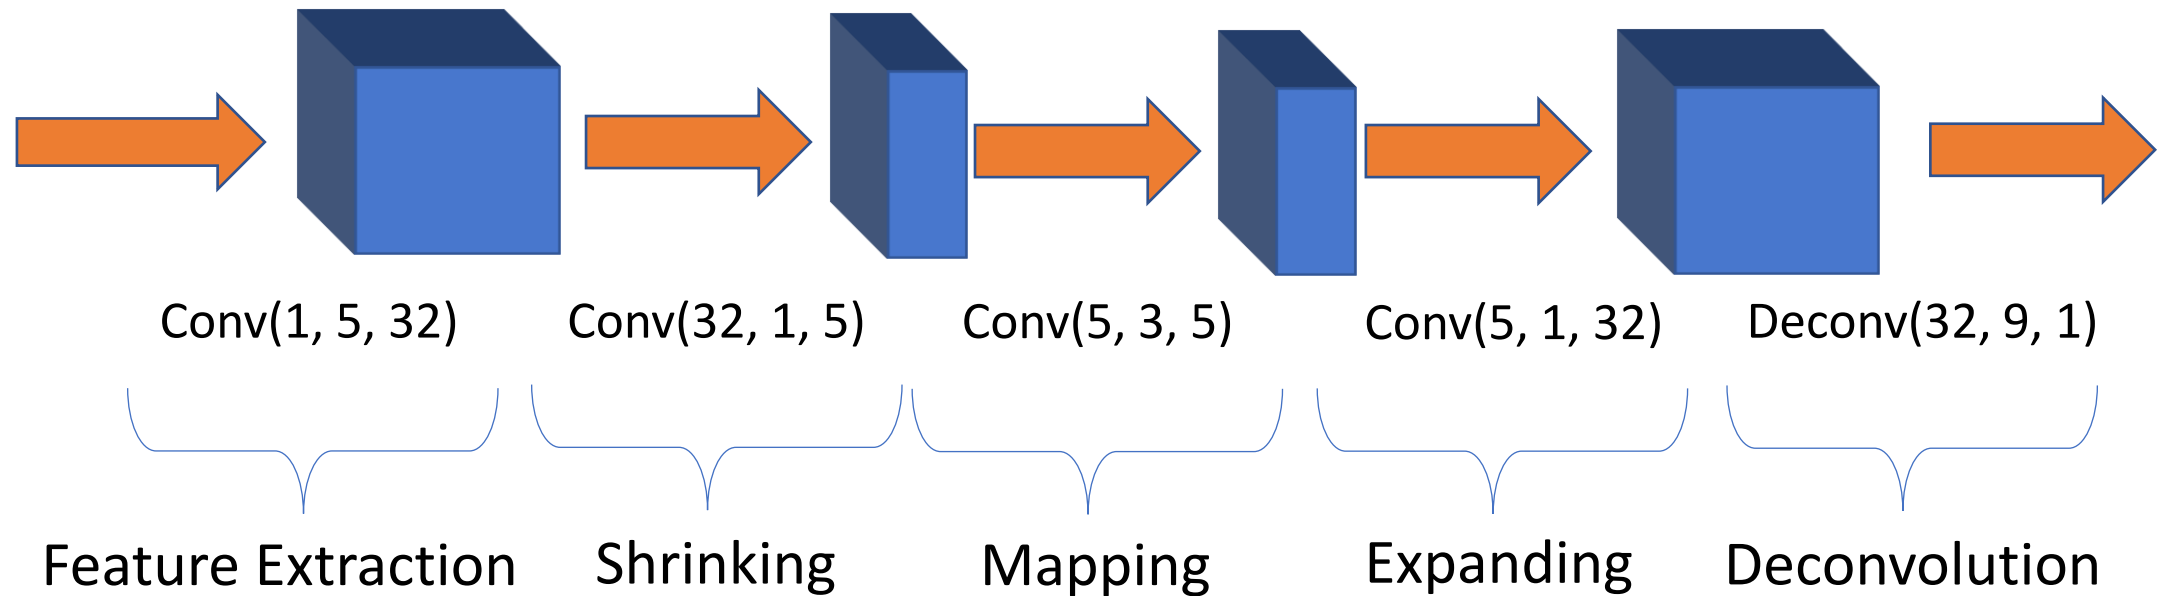 Conv(1, 5, 32) Conv(32, 1, 5) Conv(5, 3, 5) Conv(5, 1, 32) Deconv(32, 9, 1)
Feature Extraction Shrinking Mapping Expanding Deconvolution